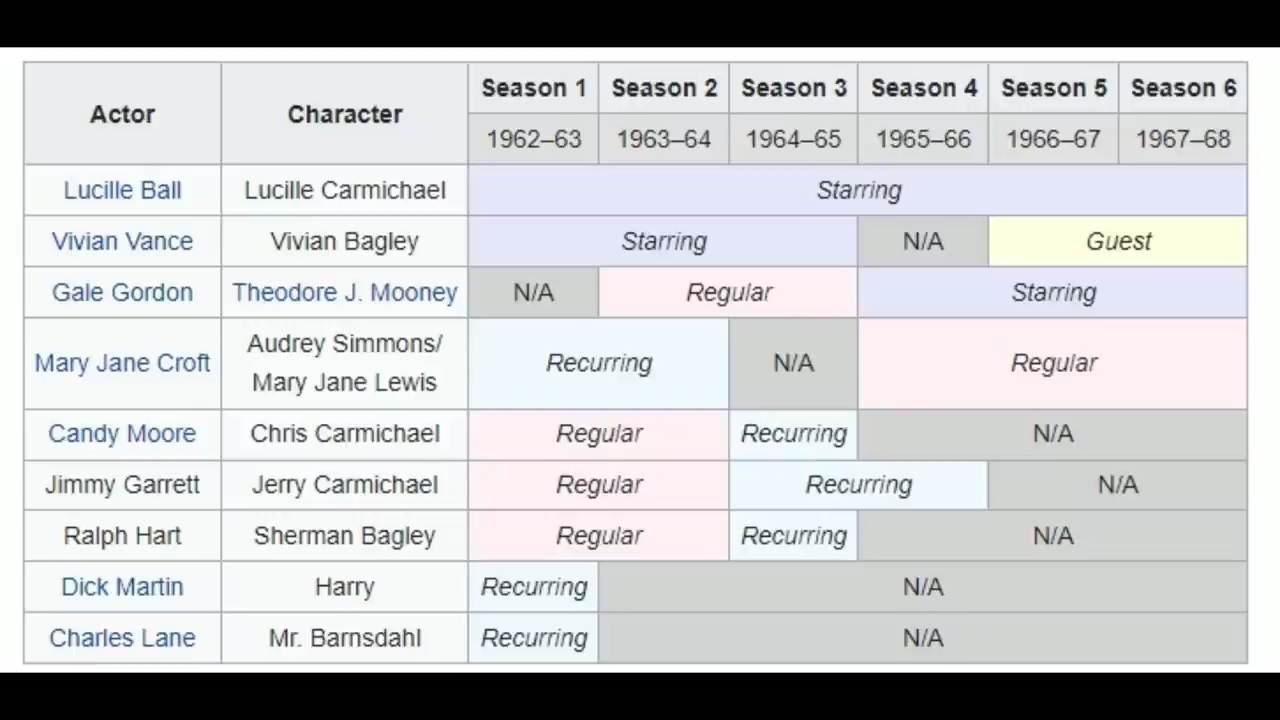 Actor Character Season 1 Season 2 Season 3 Season 4 Season 5 Season 6
1962–63 1963–64 1964–65 1965–66 1966–67 1967–68
Lucille Ball Lucille Carmichael Starring
Vivian Vance Vivian Bagley Starring N/A Guest
Gale Gordon Theodore J. Mooney N/A Regular Starring
Mary Jane Croft Audrey Simmons/
Mary Jane Lewis Recurring N/A Regular
Candy Moore Chris Carmichael Regular Recurring N/A
Jimmy Garrett Jerry Carmichael Regular Recurring N/A
Ralph Hart Sherman Bagley Regular Recurring N/A
Dick Martin Harry Recurring N/A
Charles Lane Mr. Barnsdahl Recurring N/A